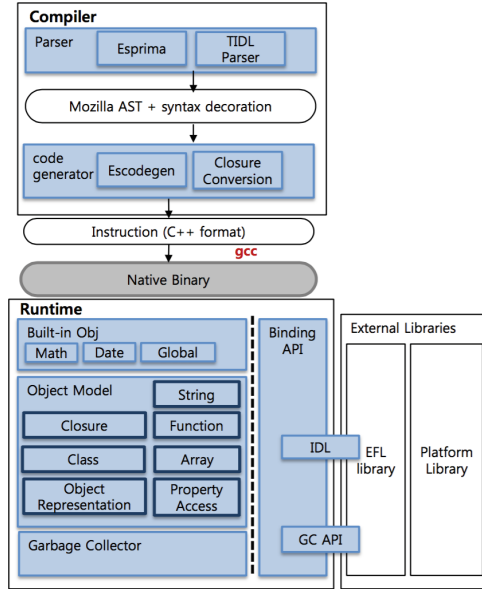 Compiler
Parser
Esprima
TIDL
Parser
Mozilla AST + syntax decoration
code
generator
Escodegen
Closure
Conversion
Instruction (C++ format)
gcc
Native Binary
Runtime
Built-in Obj
Math
Date
Global
Binding
API
External Libraries
Object Model
String
Closure
Function
Class
Array
Object
Representation
Property
Access
IDL
EFL
library
Platform
Library
Garbage Collector
GC API